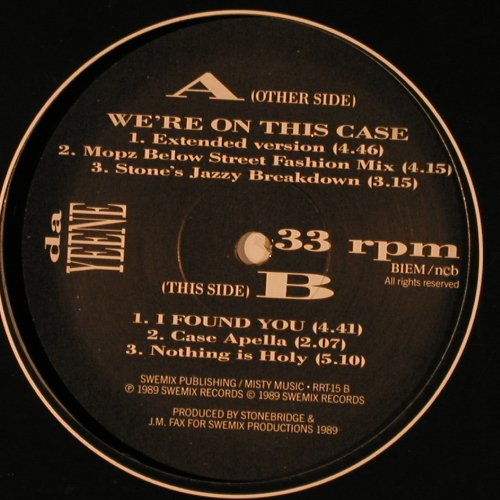 A (OTHER SIDE)
WE'RE ON THIS CASE
1. Extended version (4.46)
2. Mopz Below Street Fashion Mix (4.15)
3. Stone's Jazzy Breakdown (3.15)
da
YEENE
33 rpm
BIEM/ncb
All rights reserved
(THIS SIDE) B
1. I FOUND YOU (4.41)
2. Case Apella (2.07)
3. Nothing is Holy (5.10)
SWEMIX PUBLISHING / MISTY MUSIC • RRT-15 B
℗ 1989 SWEMIX RECORDS © 1989 SWEMIX RECORDS
PRODUCED BY STONEBRIDGE &
J.M. FAX FOR SWEMIX PRODUCTIONS 1989